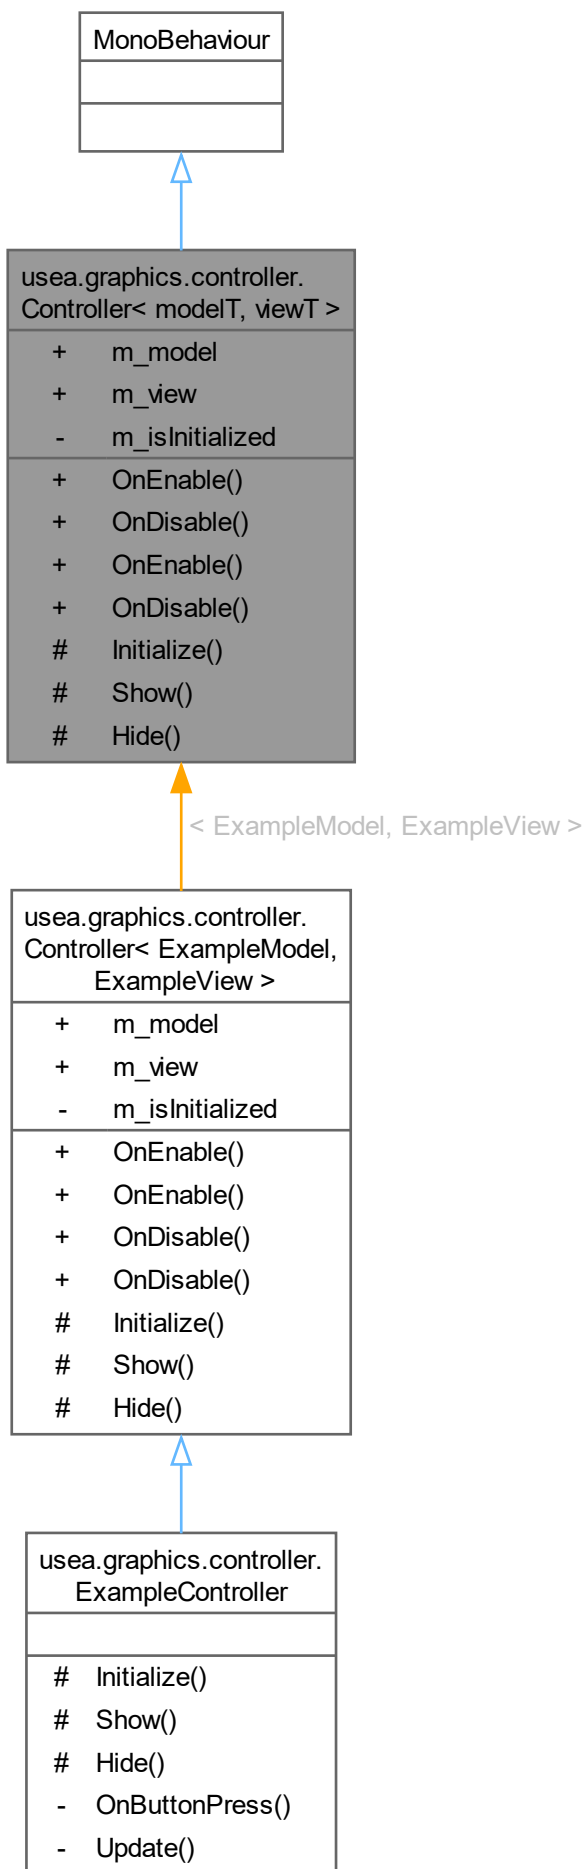 MonoBehaviour
usea.graphics.controller.
Controller< modelT, viewT >
+ m_model
+ m_view
- m_isInitialized
+ OnEnable()
+ OnDisable()
+ OnEnable()
+ OnDisable()
# Initialize()
# Show()
# Hide()
< ExampleModel, ExampleView >
usea.graphics.controller.
Controller< ExampleModel,
ExampleView >
+ m_model
+ m_view
- m_isInitialized
+ OnEnable()
+ OnEnable()
+ OnDisable()
+ OnDisable()
# Initialize()
# Show()
# Hide()
usea.graphics.controller.
ExampleController
# Initialize()
# Show()
# Hide()
- OnButtonPress()
- Update()